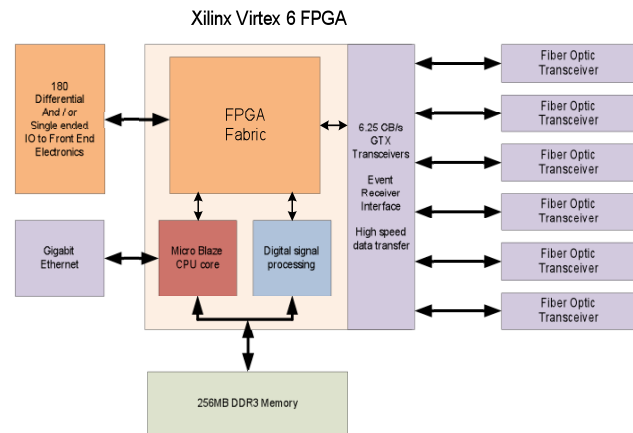 Xilinx Virtex 6 FPGA
180
Differential
And / or
Single ended
IO to Front End
Electronics
FPGA
Fabric
6.25 CB/s
GTX
Transceivers
Event
Receiver
Interface
High speed
data transfer
Fiber Optic
Transceiver
Fiber Optic
Transceiver
Fiber Optic
Transceiver
Fiber Optic
Transceiver
Fiber Optic
Transceiver
Fiber Optic
Transceiver
Gigabit
Ethernet
Micro Blaze
CPU core
Digital signal
processing
256MB DDR3 Memory